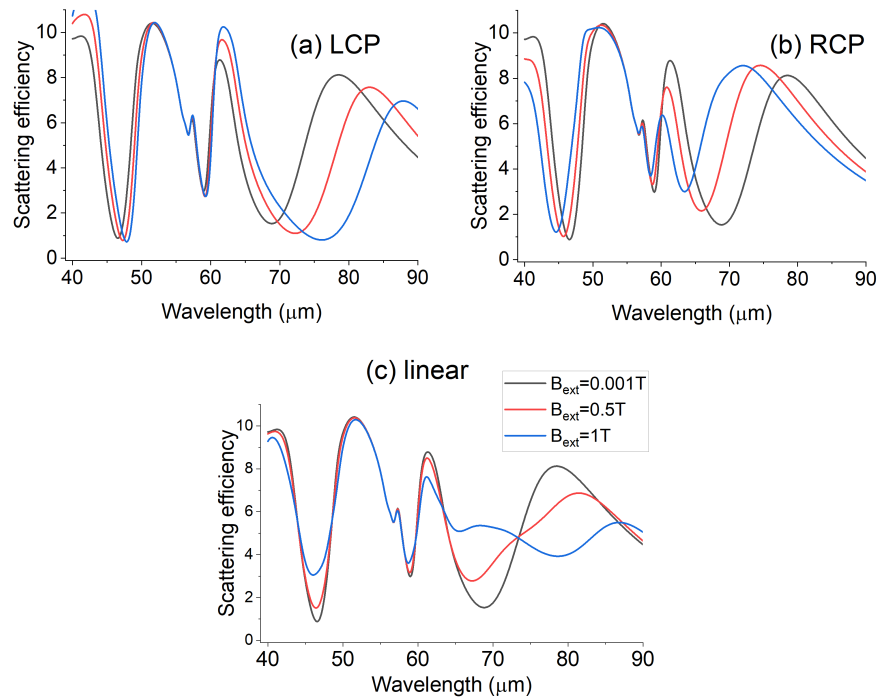 (a) LCP
Scattering efficiency
10
8
6
4
2
0
40 50 60 70 80 90
Wavelength (μm)
(b) RCP
Scattering efficiency
10
8
6
4
2
0
40 50 60 70 80 90
Wavelength (μm)
(c) linear
B_ext=0.001T
B_ext=0.5T
B_ext=1T
Scattering efficiency
10
8
6
4
2
0
40 50 60 70 80 90
Wavelength (μm)